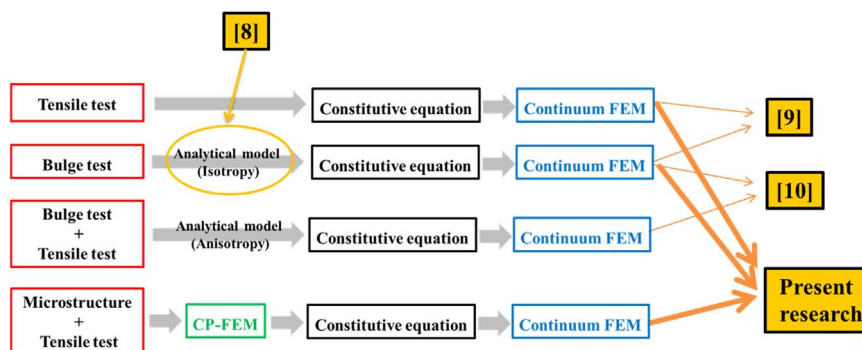 [8]
Tensile test
Constitutive equation
Continuum FEM
[9]
Bulge test
Analytical model
(Isotropy)
Constitutive equation
Continuum FEM
[10]
Bulge test
+
Tensile test
Analytical model
(Anisotropy)
Constitutive equation
Continuum FEM
Microstructure
+
Tensile test
CP-FEM
Constitutive equation
Continuum FEM
Present
research